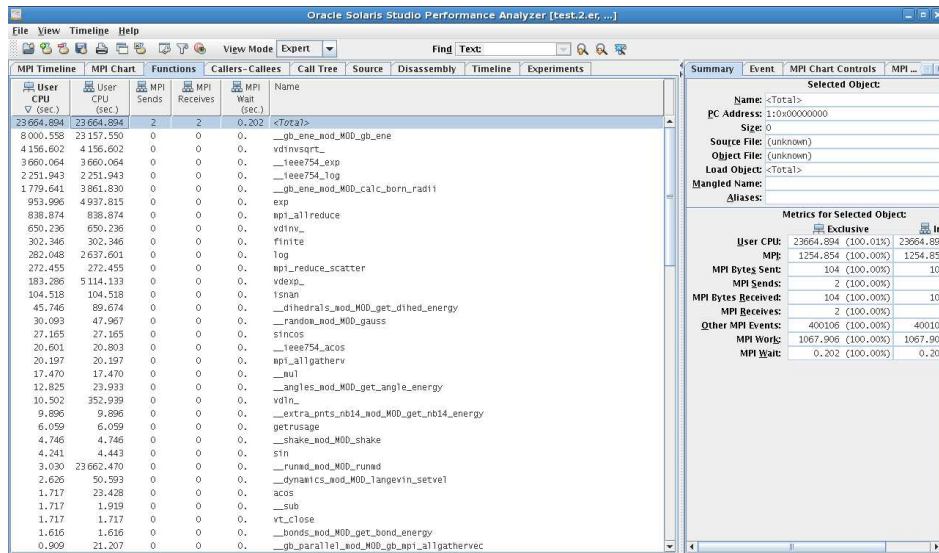 Oracle Solaris Studio Performance Analyzer [test.2.er, ...]
File View Timeline Help
View Mode Expert Find Text:
MPI Timeline MPI Chart Functions Callers-Callees Call Tree Source Disassembly Timeline Experiments
User CPU (sec.) User CPU (sec.) MPI Sends MPI Receives MPI Wait (sec.) Name
23 664.894 23 664.894 2 2 0.202 <Total>
8 000.558 23 157.550 0 0 0. __gb_ene_mod_MOD_gb_ene
4 156.602 4 156.602 0 0 0. vdinvsqrt_
3 660.064 3 660.064 0 0 0. __ieee754_exp
2 251.943 2 251.943 0 0 0. __ieee754_log
1 779.641 3 861.830 0 0 0. __gb_ene_mod_MOD_calc_born_radii
953.996 4 937.815 0 0 0. exp
838.874 838.874 0 0 0. mpi_allreduce
650.236 650.236 0 0 0. vdinv_
302.346 302.346 0 0 0. finite
282.048 2 637.601 0 0 0. log
272.455 272.455 0 0 0. mpi_reduce_scatter
183.286 5 114.133 0 0 0. vdexp_
104.518 104.518 0 0 0. isnan
45.746 89.674 0 0 0. __dihedrals_mod_MOD_get_dihed_energy
30.093 47.967 0 0 0. __random_mod_MOD_gauss
27.165 27.165 0 0 0. sincos
20.601 20.803 0 0 0. __ieee754_acos
20.197 20.197 0 0 0. mpi_allgatherv
17.470 17.470 0 0 0. __mul
12.825 23.933 0 0 0. __angles_mod_MOD_get_angle_energy
10.502 352.939 0 0 0. vdln_
9.896 9.896 0 0 0. __extra_pnts_nb14_mod_MOD_get_nb14_energy
6.059 6.059 0 0 0. getrusage
4.746 4.746 0 0 0. __shake_mod_MOD_shake
4.241 4.443 0 0 0. sin
3.030 23 662.470 0 0 0. __runmd_mod_MOD_runmd
2.626 50.593 0 0 0. __dynamics_mod_MOD_langevin_setvel
1.717 23.428 0 0 0. acos
1.717 1.919 0 0 0. __sub
1.717 1.717 0 0 0. vt_close
1.616 1.616 0 0 0. __bonds_mod_MOD_get_bond_energy
0.909 21.207 0 0 0. __gb_parallel_mod_MOD_gb_mpi_allgathervec
Summary Event MPI Chart Controls MPI ...
Selected Object:
Name: <Total>
PC Address: 1:0x00000000
Size: 0
Source File: (unknown)
Object File: (unknown)
Load Object: <Total>
Mangled Name:
Aliases:
Metrics for Selected Object:
Exclusive In
User CPU: 23664.894 (100.01%) 23664.89
MPI: 1254.854 (100.00%) 1254.85
MPI Bytes Sent: 104 (100.00%) 10
MPI Sends: 2 (100.00%)
MPI Bytes Received: 104 (100.00%) 10
MPI Receives: 2 (100.00%)
Other MPI Events: 400106 (100.00%) 40010
MPI Work: 1067.906 (100.00%) 1067.90
MPI Wait: 0.202 (100.00%) 0.20